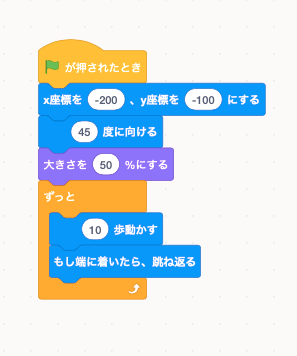 が押されたとき
x座標を -200 、y座標を -100 にする
45 度に向ける
大きさを 50 %にする
ずっと
10 歩動かす
もし端に着いたら、跳ね返る